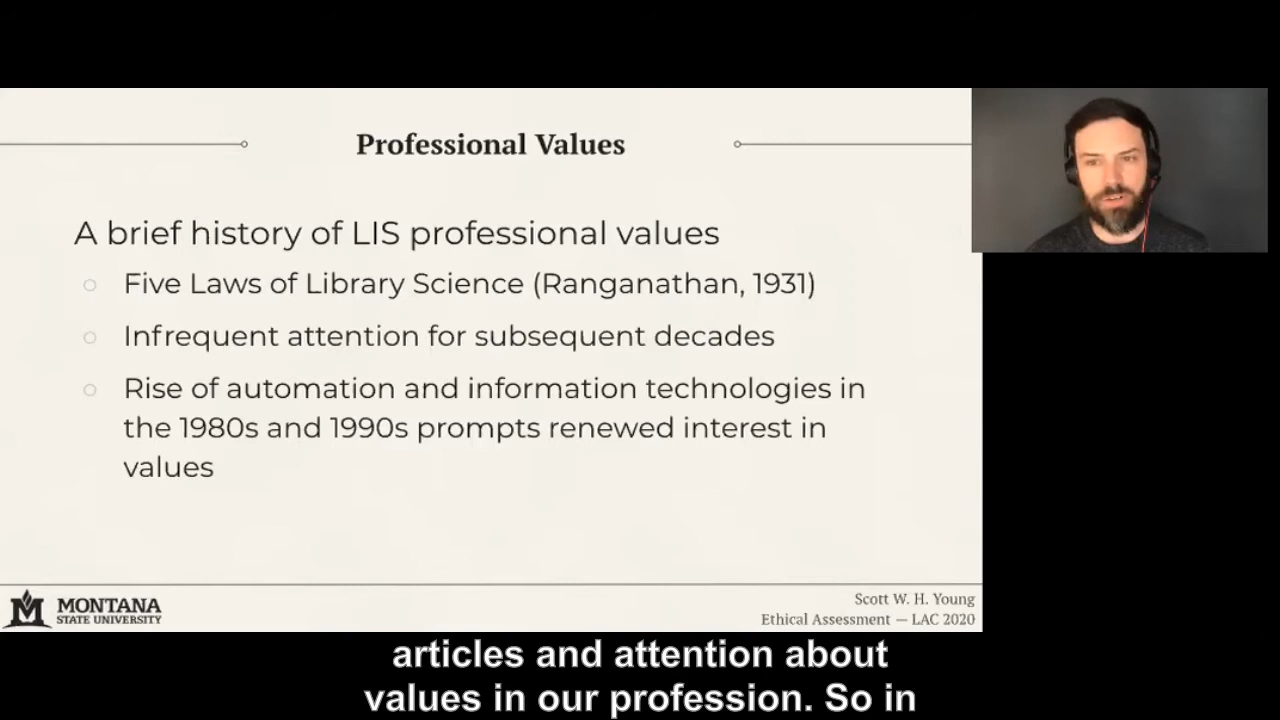 Professional Values
A brief history of LIS professional values
Five Laws of Library Science (Ranganathan, 1931)
Infrequent attention for subsequent decades
Rise of automation and information technologies in
the 1980s and 1990s prompts renewed interest in
values
MONTANA
STATE UNIVERSITY
Scott W. H. Young
Ethical Assessment — LAC 2020
articles and attention about
values in our profession. So in